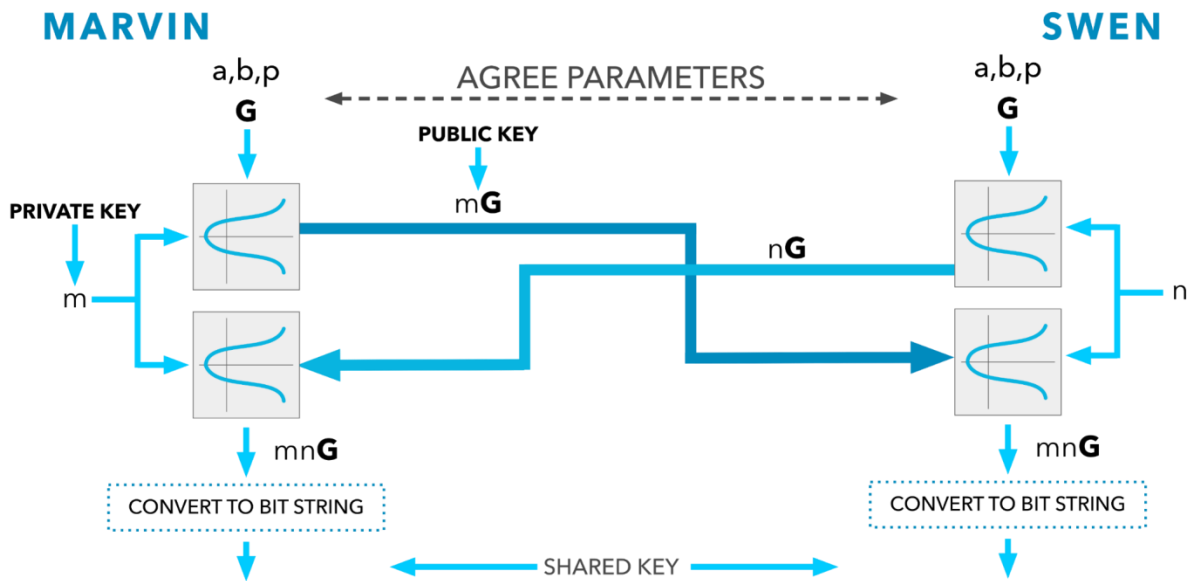 MARVIN
SWEN
a,b,p
AGREE PARAMETERS
a,b,p
G
G
PUBLIC KEY
mG
PRIVATE KEY
nG
m
n
mnG
mnG
CONVERT TO BIT STRING
CONVERT TO BIT STRING
SHARED KEY